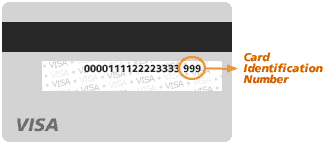 0000111122223333 999
Card
Identification
Number
VISA